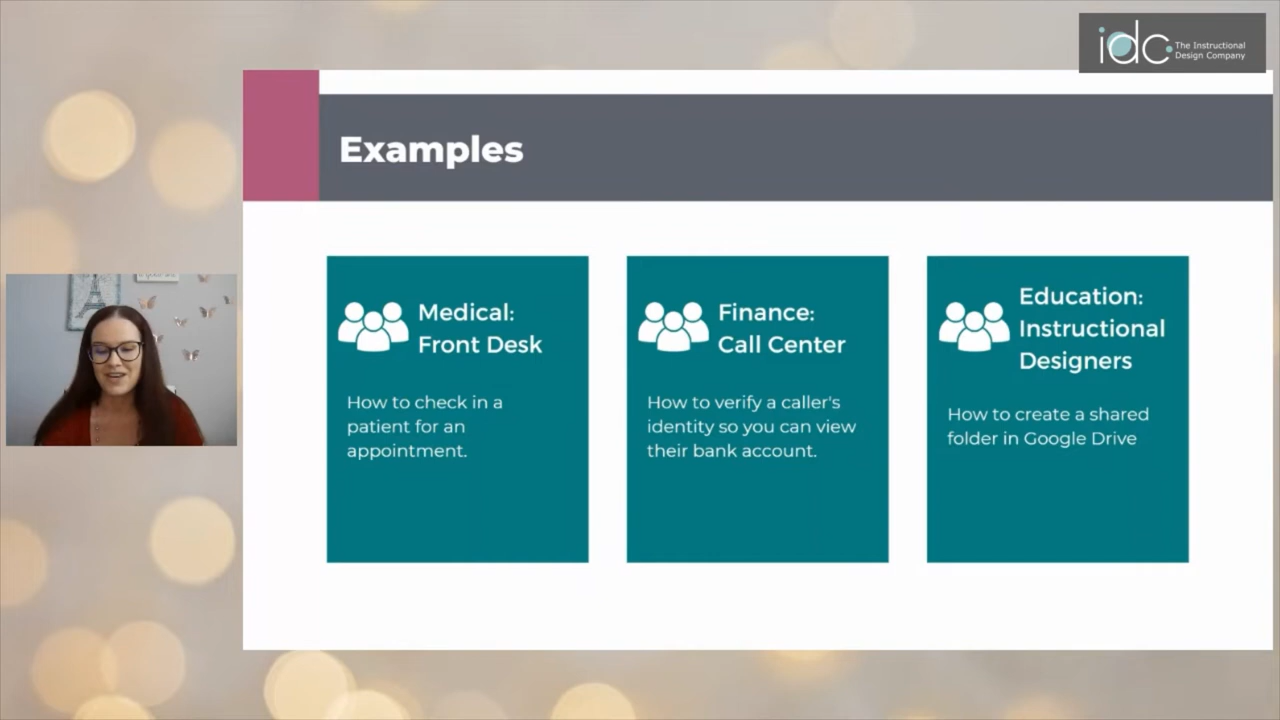 idc
The Instructional
Design Company
Examples
Medical:
Front Desk
How to check in a
patient for an
appointment.
Finance:
Call Center
How to verify a caller's
identity so you can view
their bank account.
Education:
Instructional
Designers
How to create a shared
folder in Google Drive